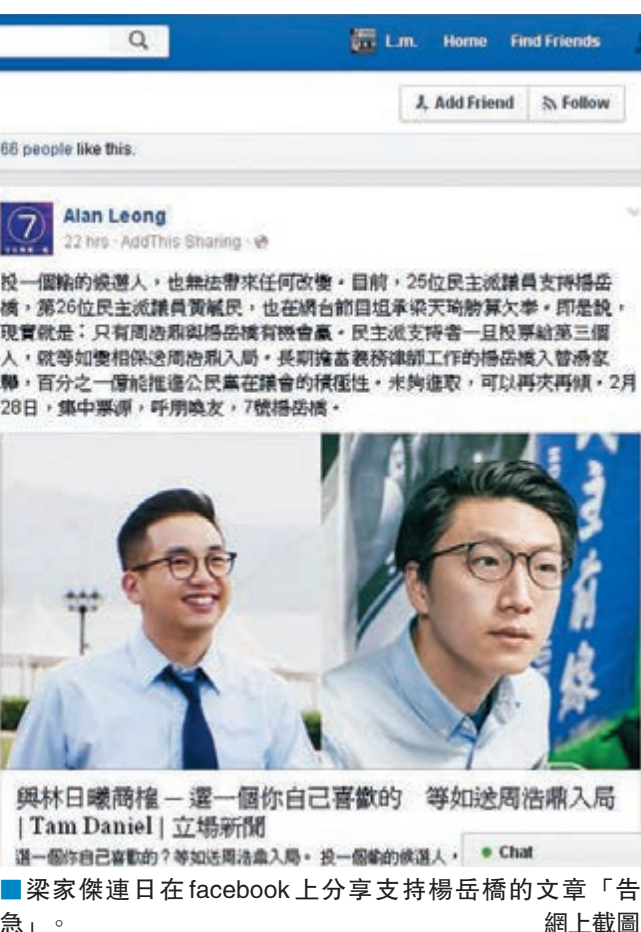 L.m. Home Find Friends
Add Friend Follow
66 people like this.
7
Alan Leong
22 hrs · AddThis Sharing ·
投一個輸的候選人，也無法帶來任何改變。目前，25位民主派議員支持楊岳
橋，第26位民主派議員黃毓民，也在網台節目坦承梁天琦勝算欠奉。即是說，
現實就是：只有周浩鼎與楊岳橋有機會贏。民主派支持者一旦投票給第三個
人，就等如變相保送周浩鼎入局。長期擔當義務律師工作的楊岳橋入替湯家
驊，百分之一億能推進公民黨在議會的積極性。未夠進取，可以再夾再傾。2月
28日，集中票源，呼朋喚友，7號楊岳橋。
與林日曦商榷 – 選一個你自己喜歡的 等如送周浩鼎入局
| Tam Daniel | 立場新聞
選一個你自己喜歡的？等如送周浩鼎入局。 投一個輸的候選人，
Chat
■梁家傑連日在facebook上分享支持楊岳橋的文章「告
急」。 網上截圖